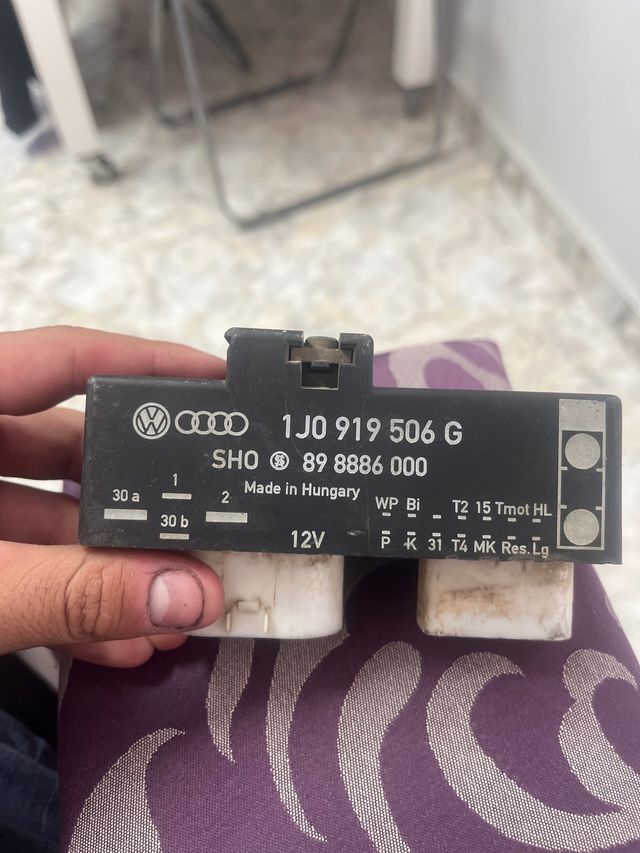 1J0 919 506 G
SHO 89 8886 000
Made in Hungary
30 a 1 2
30 b 12V
WP Bi - T2 15 Tmot HL
P K 31 T4 MK Res. Lg